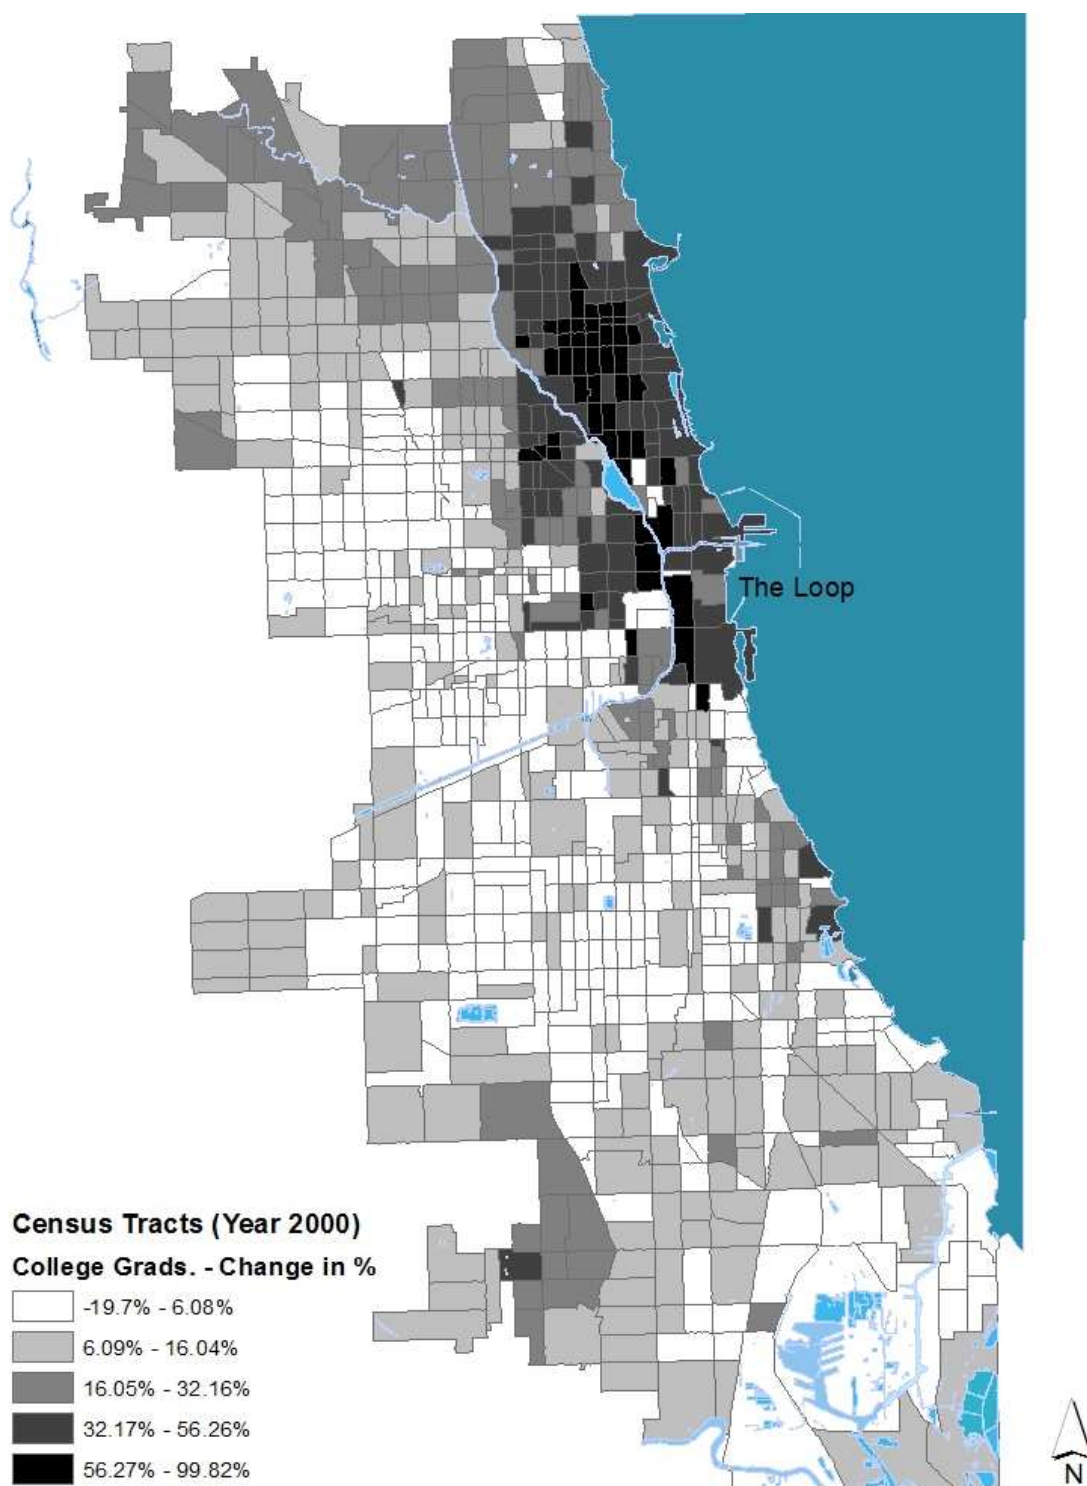 The Loop
Census Tracts (Year 2000)
College Grads. - Change in %
-19.7% - 6.08%
6.09% - 16.04%
16.05% - 32.16%
32.17% - 56.26%
56.27% - 99.82%
N